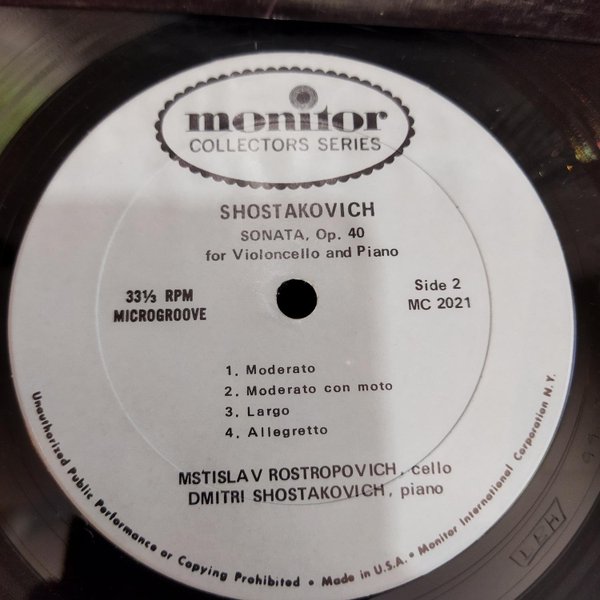 monitor
COLLECTORS SERIES
SHOSTAKOVICH
SONATA, Op. 40
for Violoncello and Piano
33⅓ RPM
MICROGROOVE
Side 2
MC 2021
1. Moderato
2. Moderato con moto
3. Largo
4. Allegretto
MSTISLAV ROSTROPOVICH, cello
DMITRI SHOSTAKOVICH, piano
Unauthorized Public Performance or Copying Prohibited • Made in U.S.A. • Monitor International Corporation N.Y.